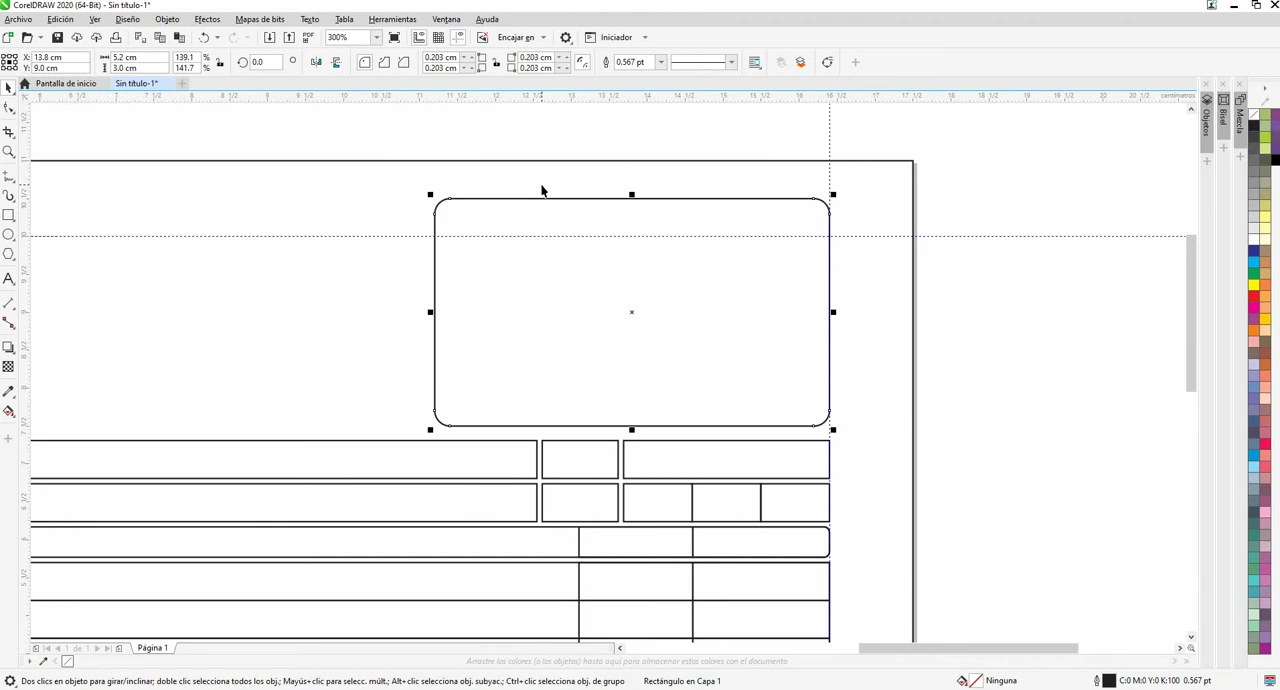 CorelDRAW 2020 (64-Bit) - Sin título-1*
Archivo Edición Ver Diseño Objeto Efectos Mapas de bits Texto Tabla Herramientas Ventana Ayuda
300% Encajar en Iniciador
X: 13.8 cm 5.2 cm 139.1 % 0.0 ° 0.203 cm 0.203 cm 0.567 pt
Y: 9.0 cm 3.0 cm 141.7 % 0.203 cm 0.203 cm
Pantalla de inicio Sin título-1*
centímetros
Objetos Bisel Mezcla
1 de 1 Página 1
Arrastre los colores (o los objetos) hasta aquí para almacenar estos colores con el documento
Dos clics en objeto para girar/inclinar; doble clic selecciona todos los obj.; Mayús+clic para selecc. múlt.; Alt+clic selecciona obj. subyac.; Ctrl+clic selecciona obj. de grupo Rectángulo en Capa 1 Ninguna C:0 M:0 Y:0 K:100 0.567 pt